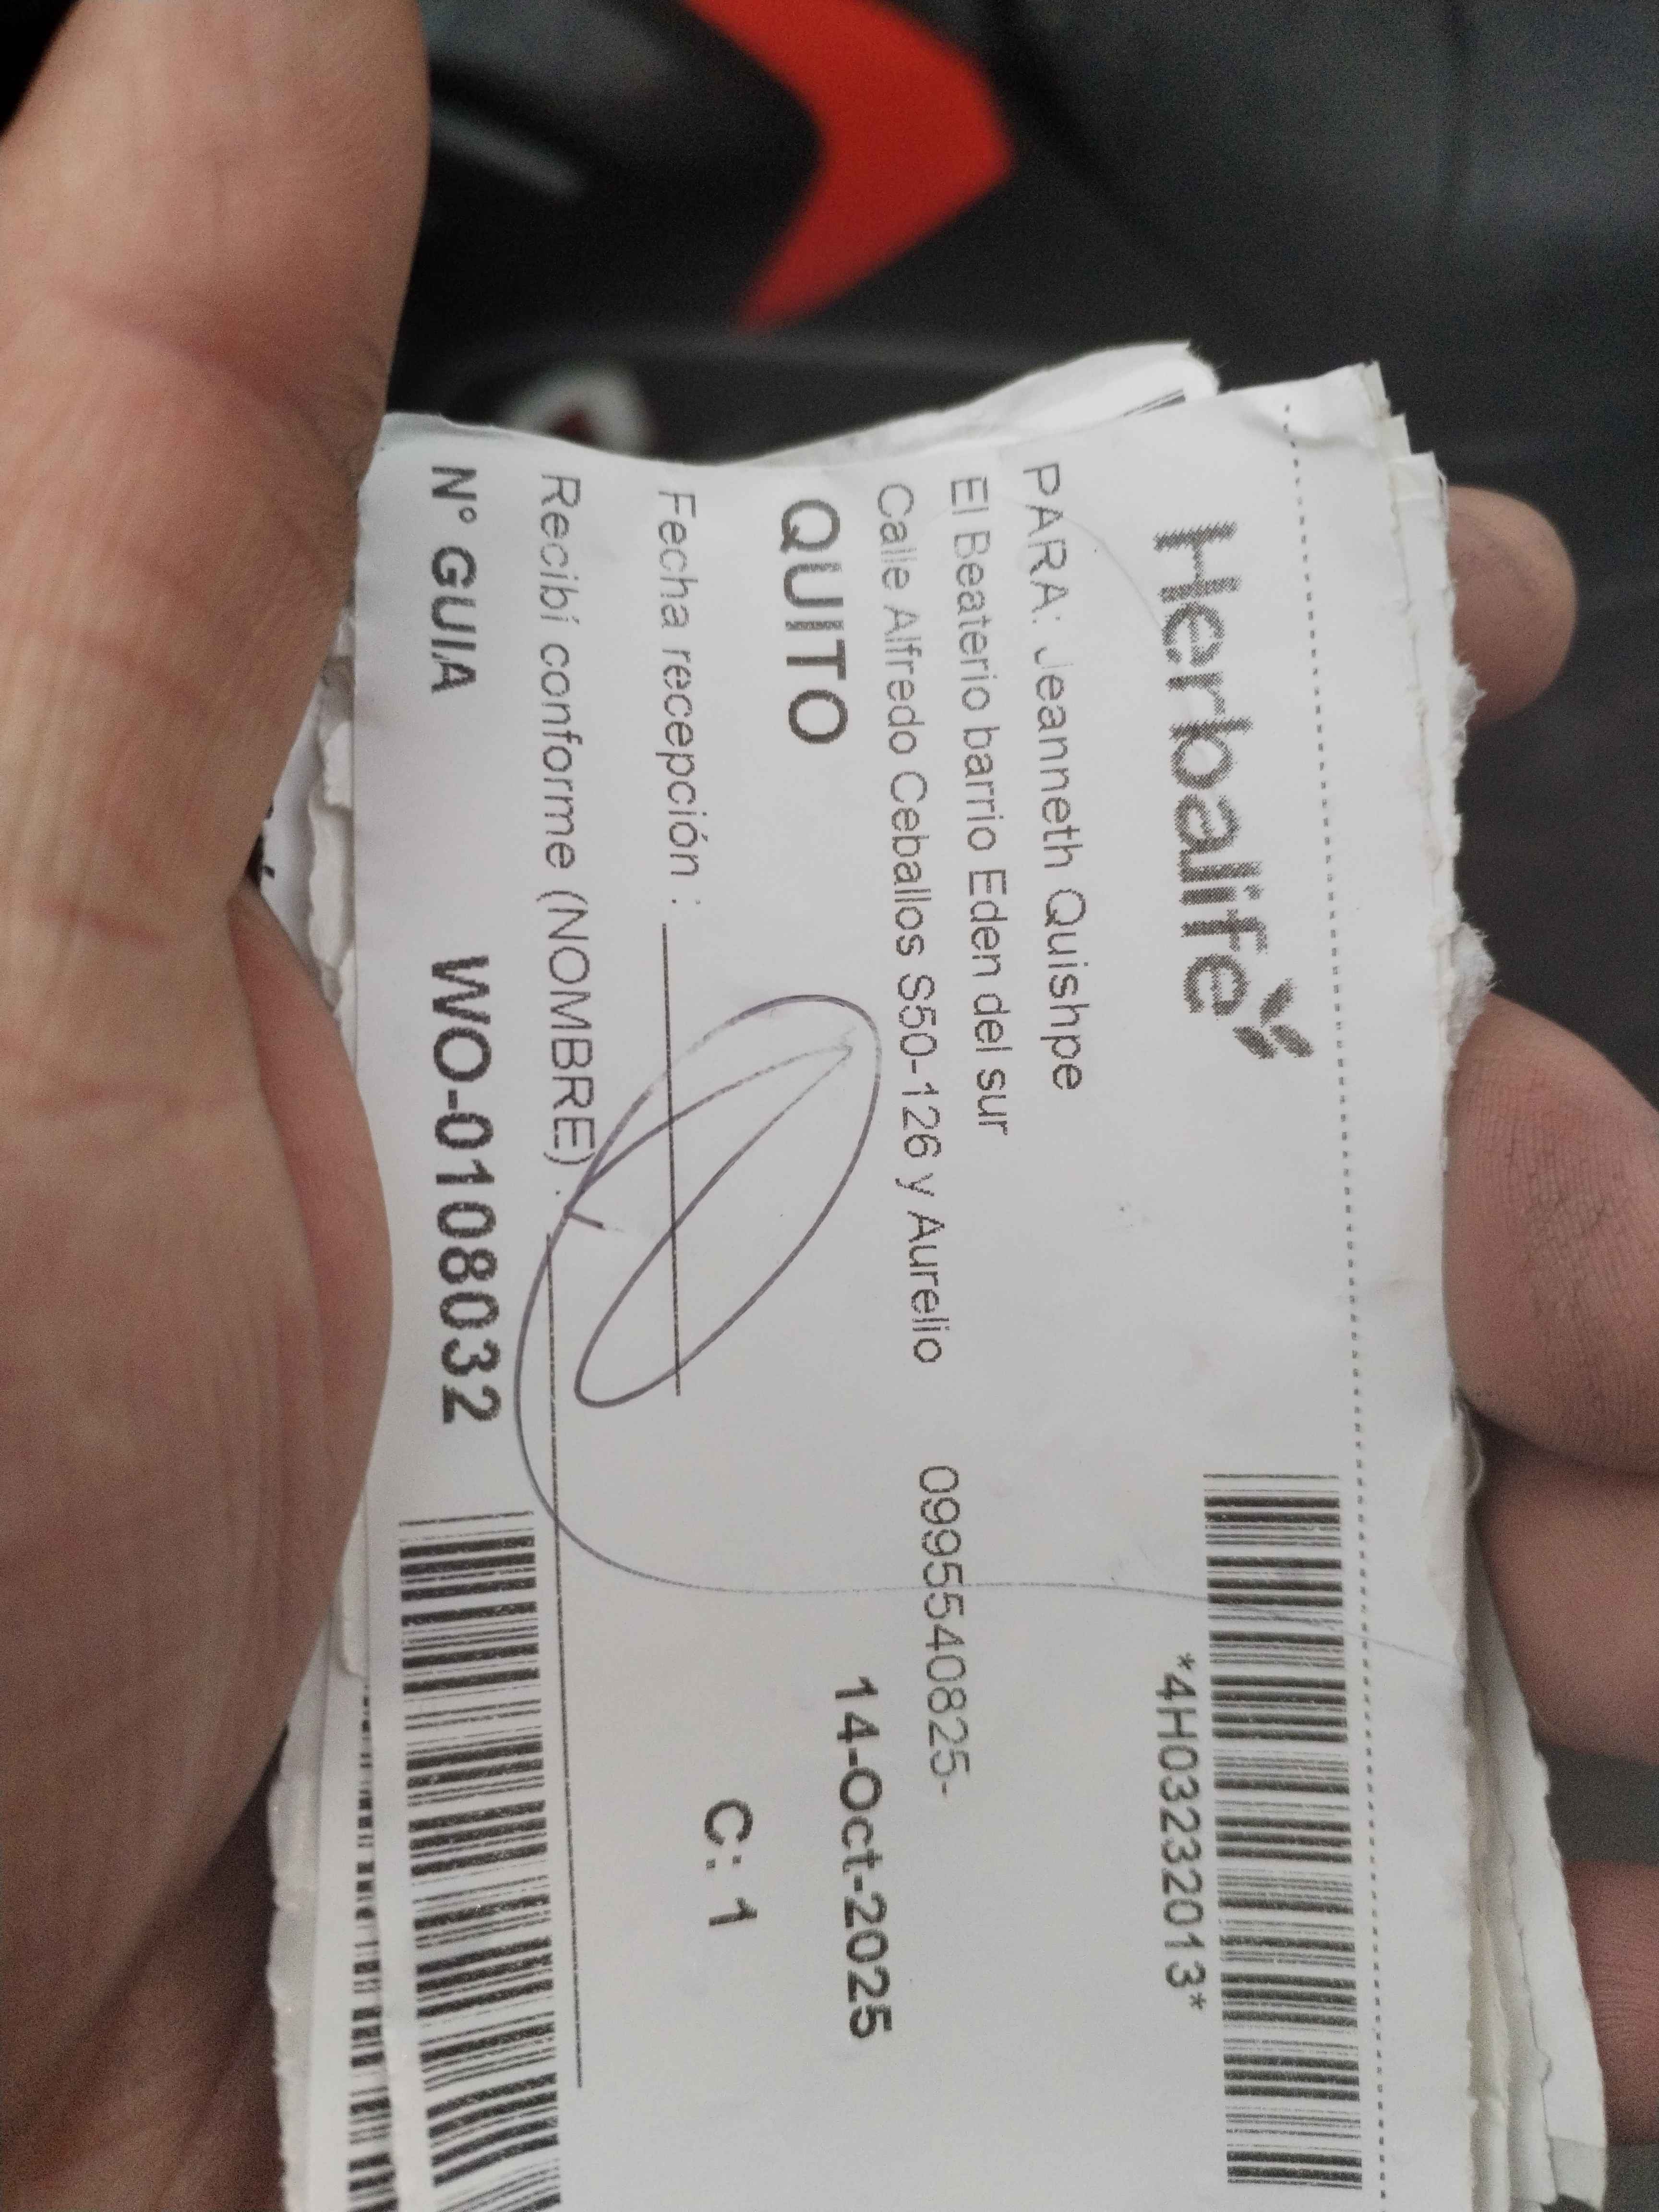 Herbalife
*4H03232013*
PARA: Jeanneth Quishpe
El Beaterio barrio Eden del sur
Calle Alfredo Ceballos S50-126 y Aurelio 0995540825-
QUITO 14-Oct-2025
Fecha recepción :
C: 1
Recibí conforme (NOMBRE) :
N° GUIA WO-0108032